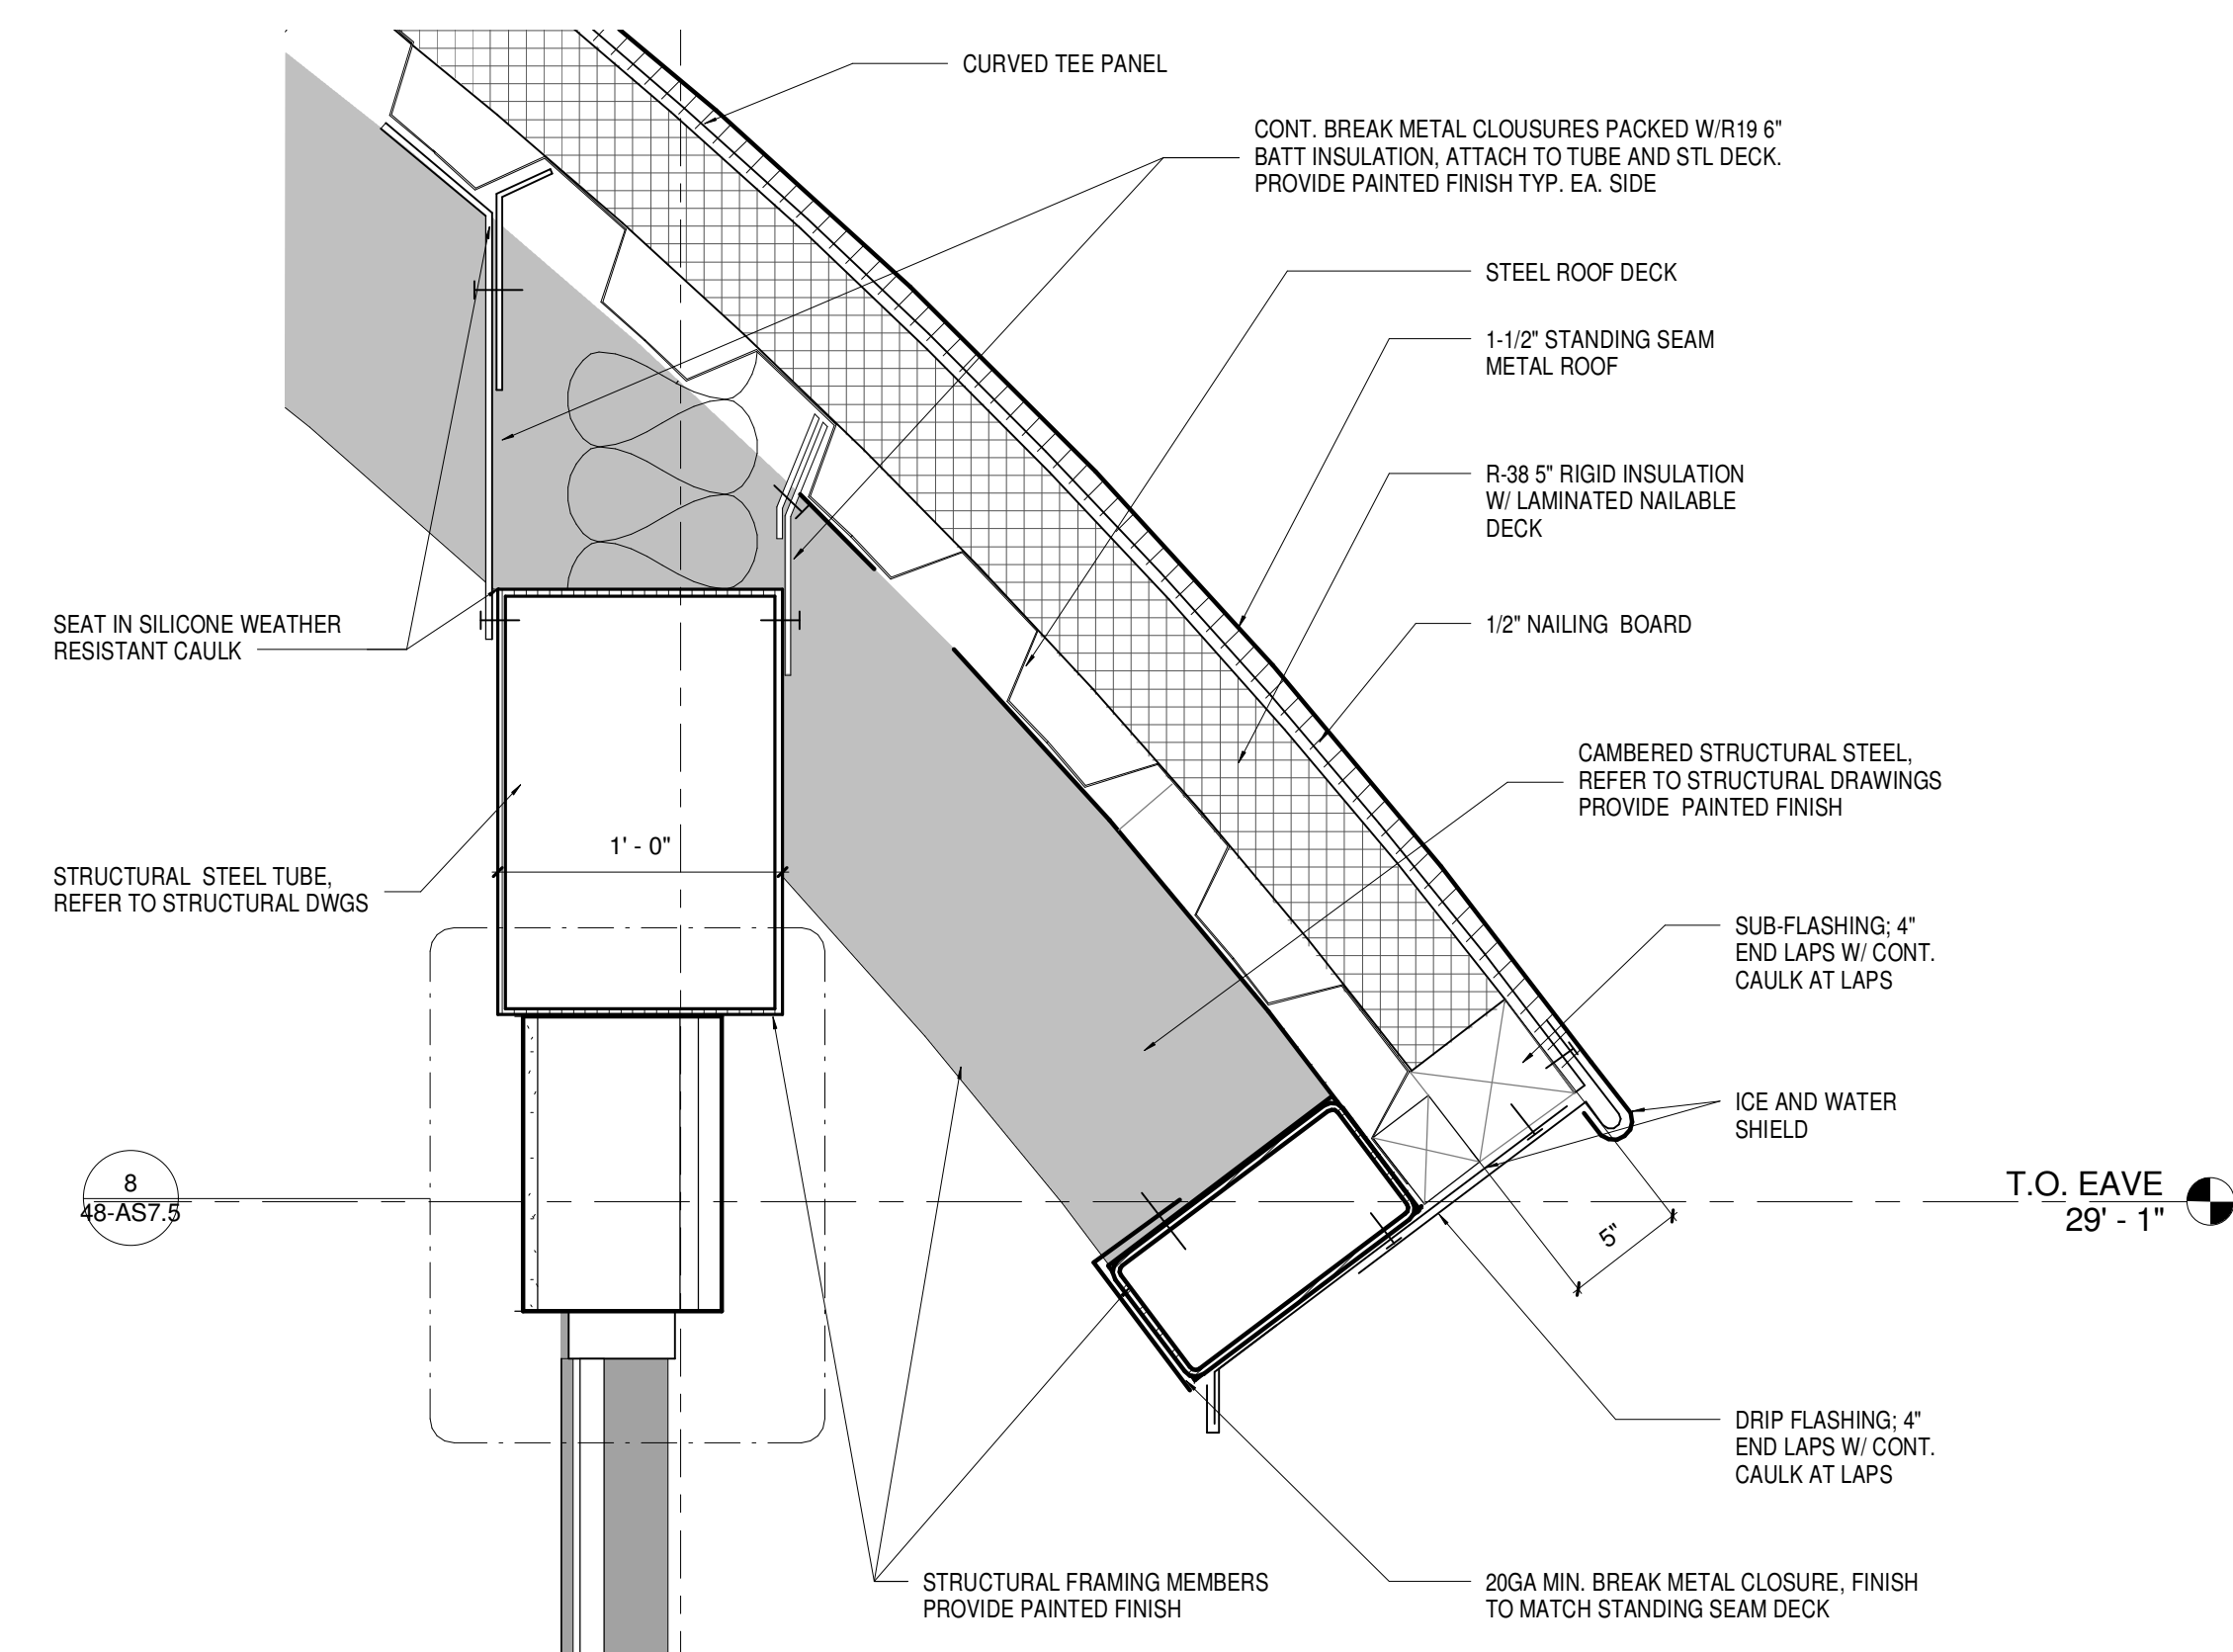 CURVED TEE PANEL
CONT. BREAK METAL CLOUSURES PACKED W/R19 6"
BATT INSULATION, ATTACH TO TUBE AND STL DECK.
PROVIDE PAINTED FINISH TYP. EA. SIDE
STEEL ROOF DECK
1-1/2" STANDING SEAM
METAL ROOF
R-38 5" RIGID INSULATION
W/ LAMINATED NAILABLE
DECK
SEAT IN SILICONE WEATHER
RESISTANT CAULK
1/2" NAILING BOARD
CAMBERED STRUCTURAL STEEL,
REFER TO STRUCTURAL DRAWINGS
PROVIDE PAINTED FINISH
1' - 0"
STRUCTURAL STEEL TUBE,
REFER TO STRUCTURAL DWGS
SUB-FLASHING; 4"
END LAPS W/ CONT.
CAULK AT LAPS
ICE AND WATER
SHIELD
8
48-AS7.5
T.O. EAVE
29' - 1"
5"
DRIP FLASHING; 4"
END LAPS W/ CONT.
CAULK AT LAPS
STRUCTURAL FRAMING MEMBERS
PROVIDE PAINTED FINISH
20GA MIN. BREAK METAL CLOSURE, FINISH
TO MATCH STANDING SEAM DECK